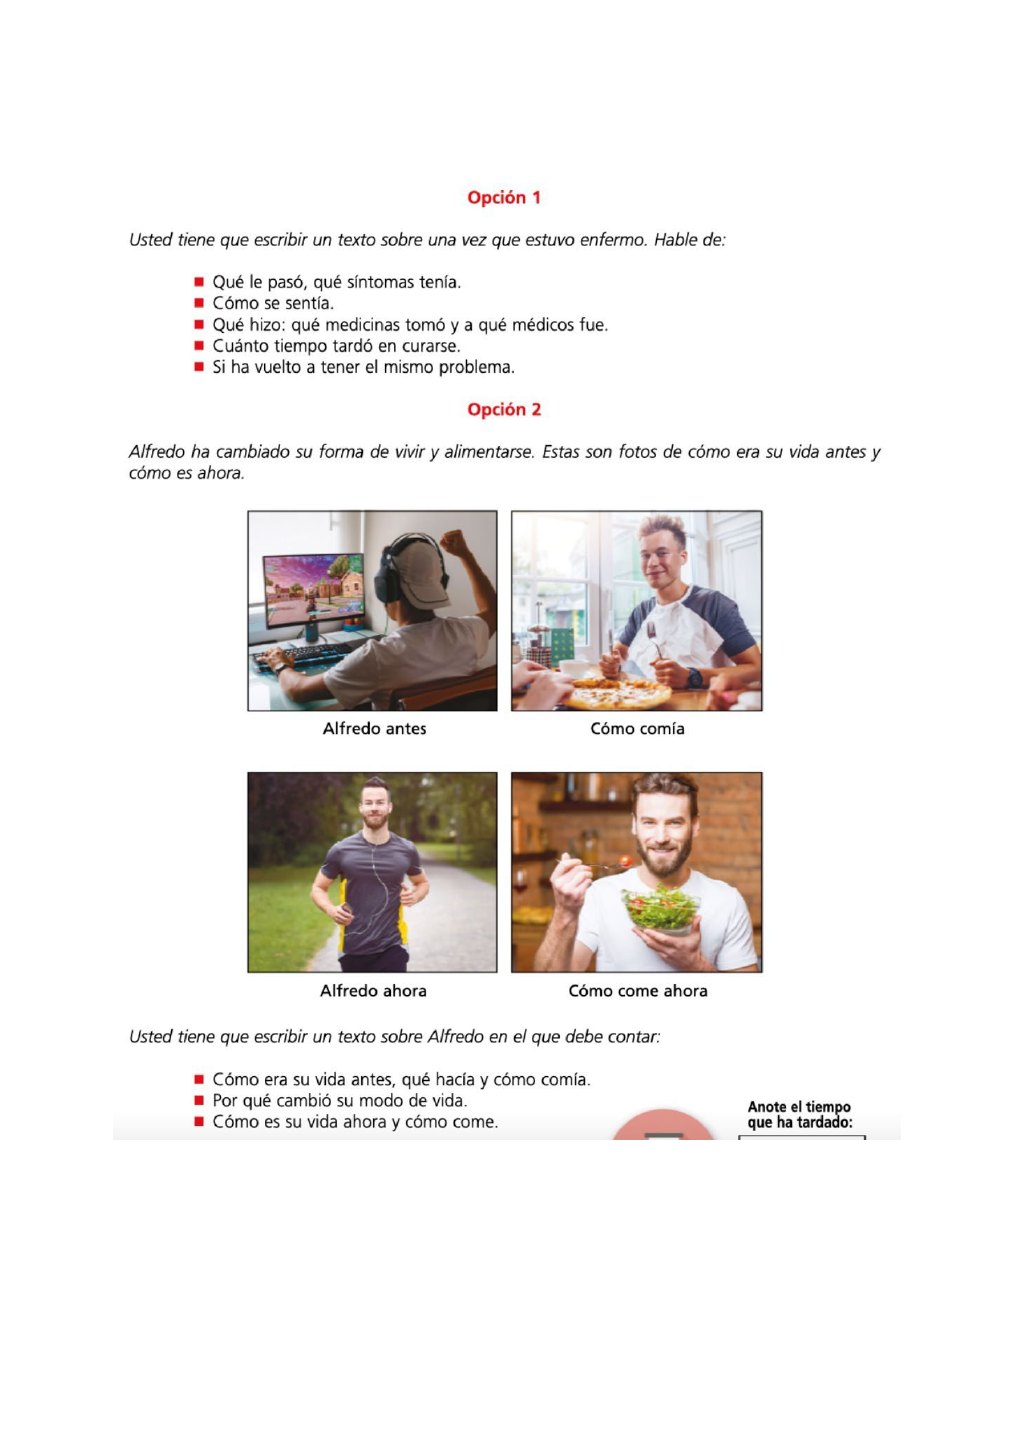 Opción 1
Usted tiene que escribir un texto sobre una vez que estuvo enfermo. Hable de:
■ Qué le pasó, qué síntomas tenía.
■ Cómo se sentía.
■ Qué hizo: qué medicinas tomó y a qué médicos fue.
■ Cuánto tiempo tardó en curarse.
■ Si ha vuelto a tener el mismo problema.
Opción 2
Alfredo ha cambiado su forma de vivir y alimentarse. Estas son fotos de cómo era su vida antes y
cómo es ahora.
Alfredo antes
Cómo comía
Alfredo ahora
Cómo come ahora
Usted tiene que escribir un texto sobre Alfredo en el que debe contar:
■ Cómo era su vida antes, qué hacía y cómo comía.
■ Por qué cambió su modo de vida.
■ Cómo es su vida ahora y cómo come.
Anote el tiempo
que ha tardado: